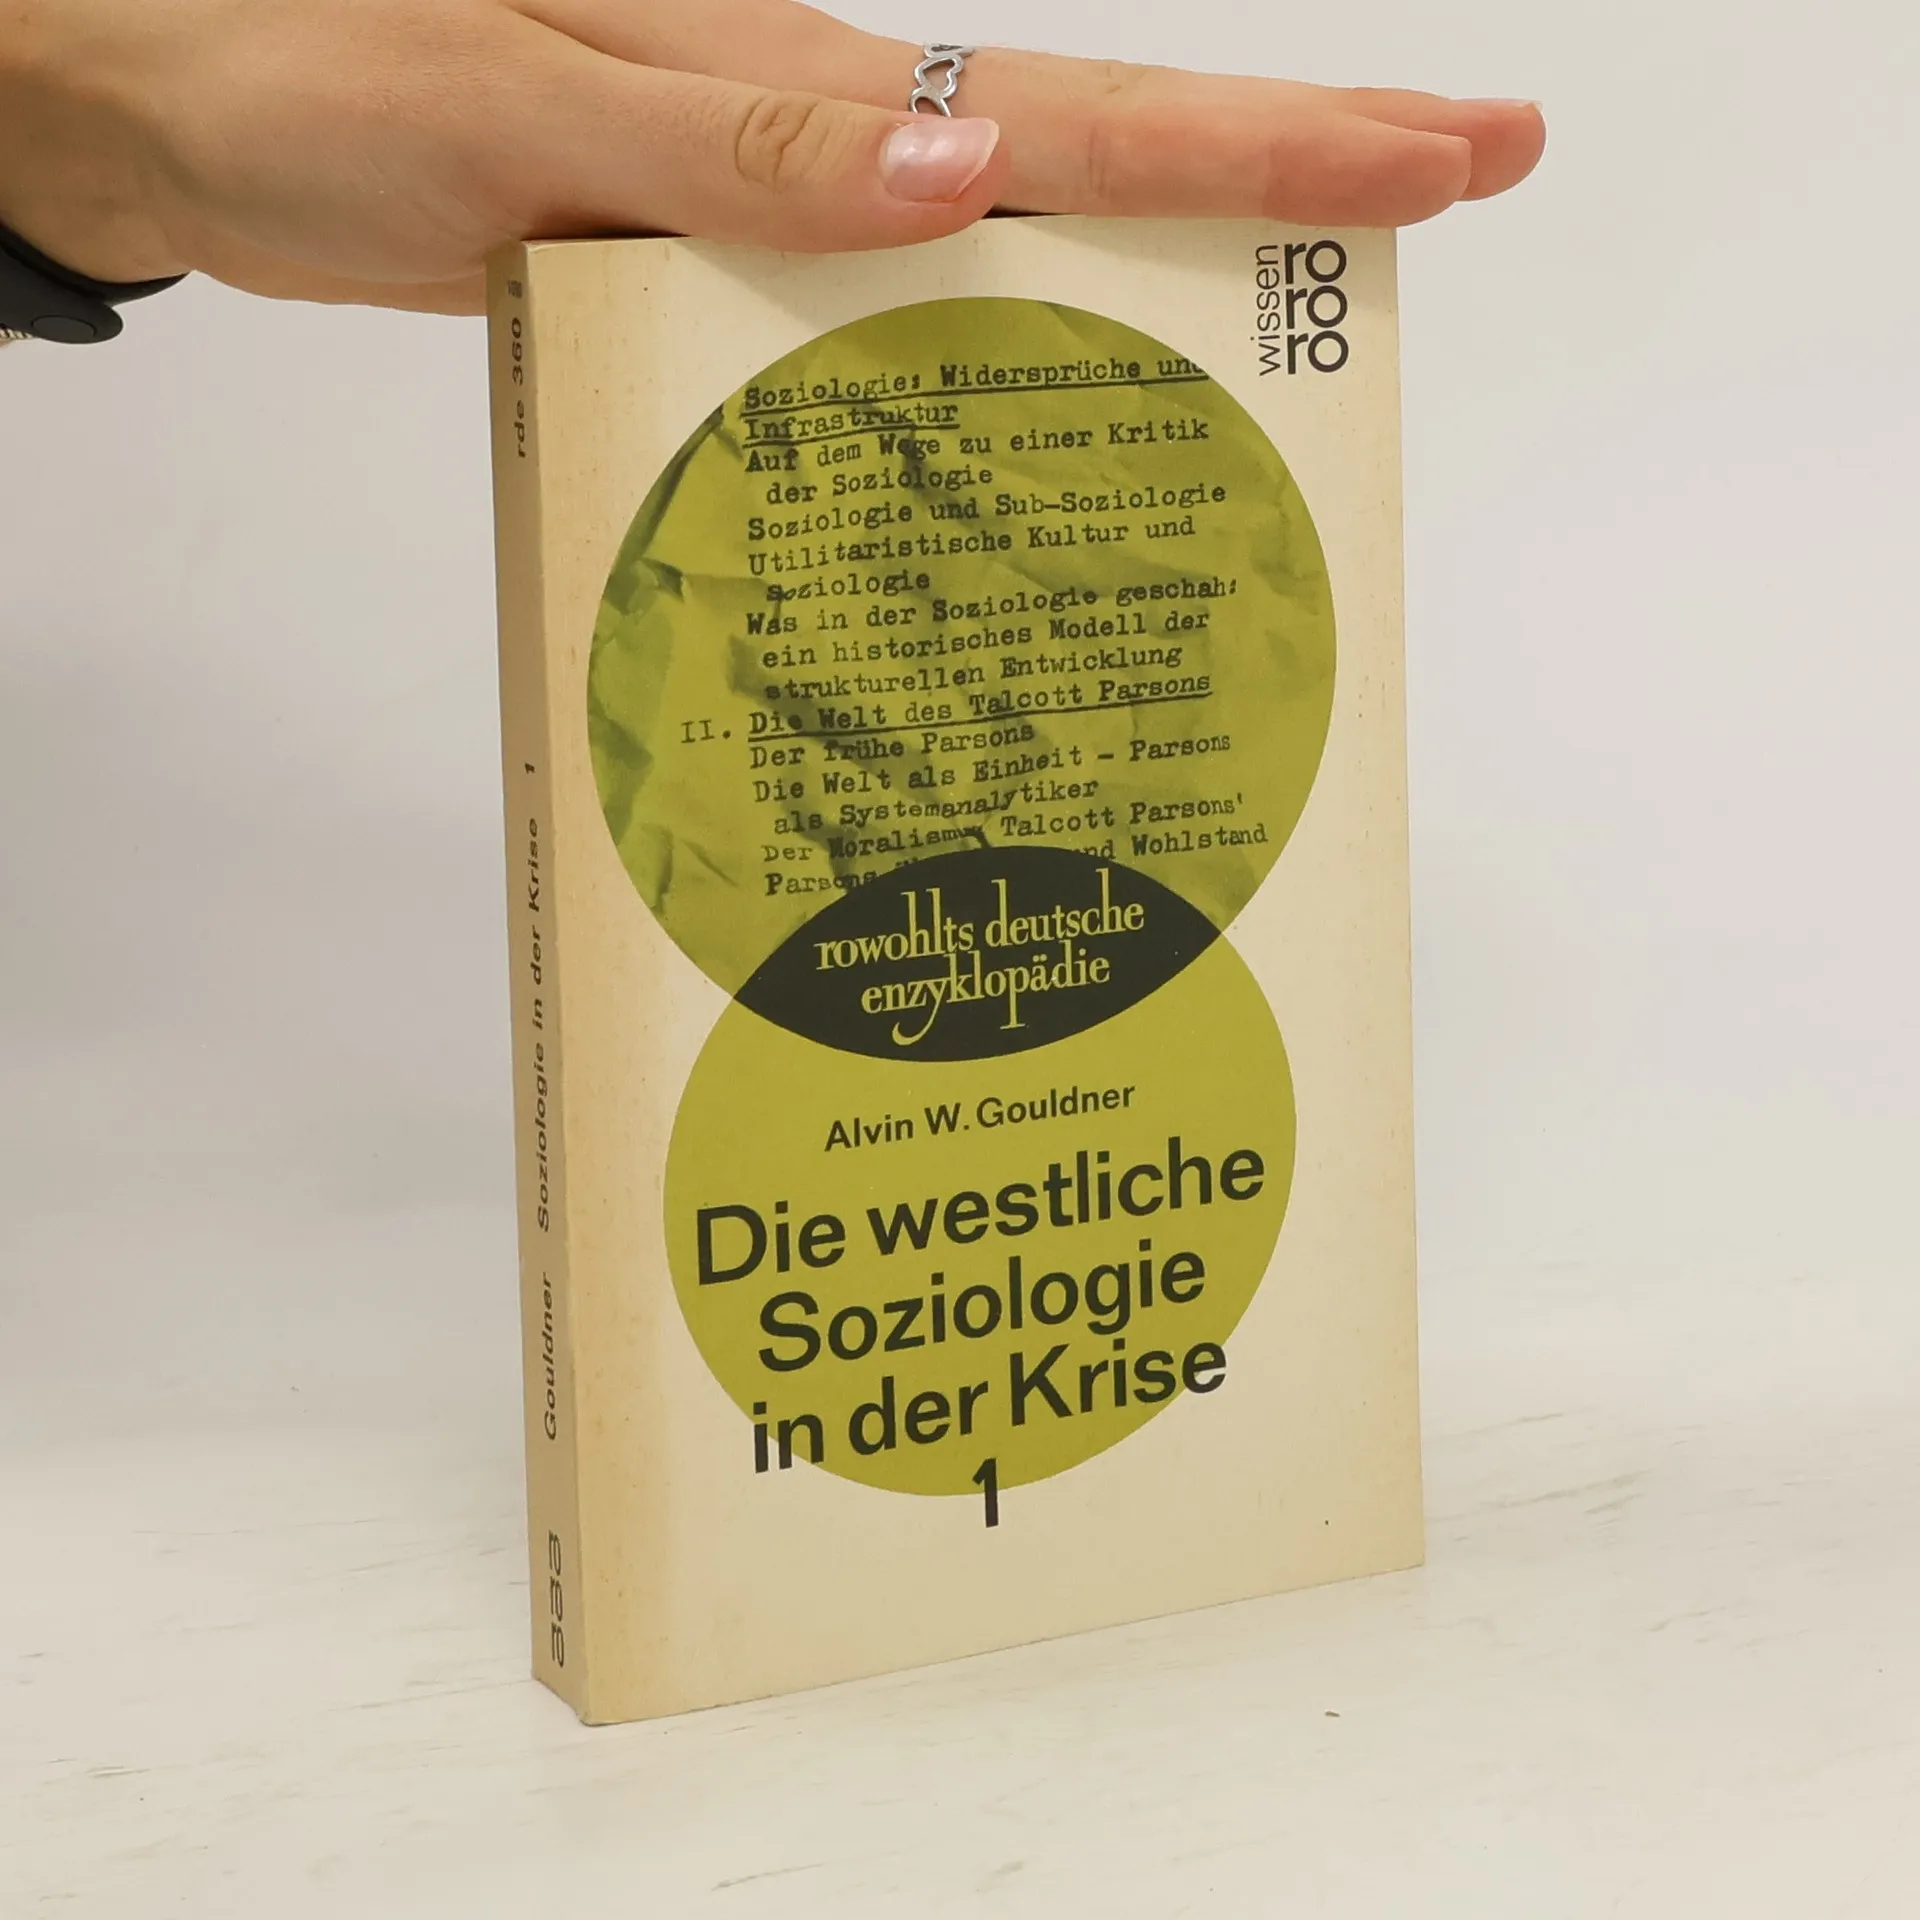 wissen
ro
ro
ro
Soziologie: Widersprüche und
Infrastruktur
Auf dem Wege zu einer Kritik
der Soziologie
Soziologie und Sub-Soziologie
Utilitaristische Kultur und
Soziologie
Was in der Soziologie geschah:
ein historisches Modell der
strukturellen Entwicklung
II. Die Welt des Talcott Parsons
Der frühe Parsons
Die Welt als Einheit – Parsons
als Systemanalytiker
Der Moralismus Talcott Parsons'
Parsons und Wohlstand
rowohlts deutsche
enzyklopädie
Alvin W. Gouldner
Die westliche
Soziologie
in der Krise
1
Gouldner Soziologie in der Krise 1 rde 360